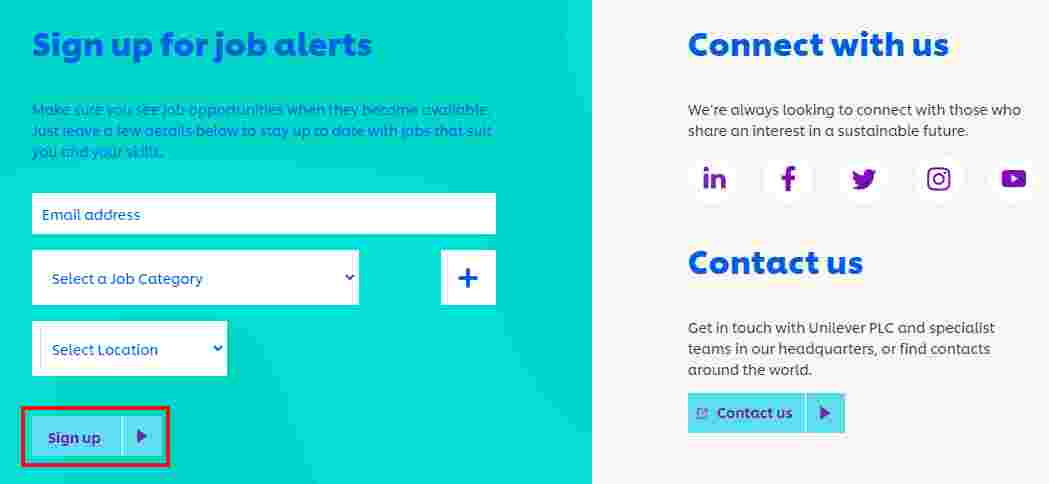 Sign up for job alerts
Make sure you see job opportunities when they become available.
Just leave a few details below to stay up to date with jobs that suit
you and your skills.
Email address
Select a Job Category
+
Select Location
Sign up
Connect with us
We're always looking to connect with those who
share an interest in a sustainable future.
in
Contact us
Get in touch with Unilever PLC and specialist
teams in our headquarters, or find contacts
around the world.
Contact us